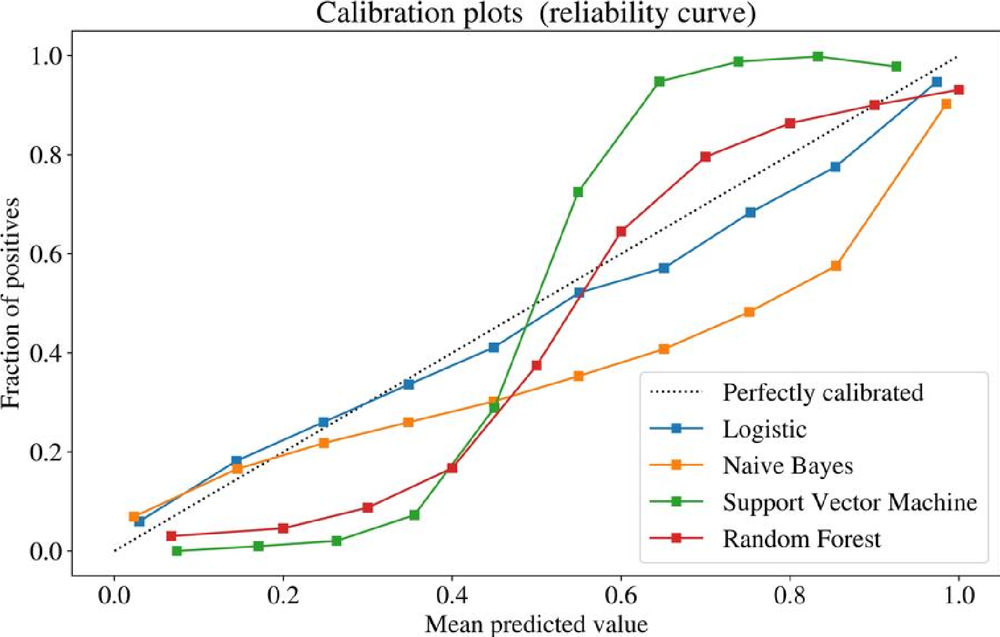 Calibration plots (reliability curve)
Fraction of positives
1.0
0.8
0.6
0.4
0.2
0.0
0.0 0.2 0.4 0.6 0.8 1.0
Mean predicted value
Perfectly calibrated
Logistic
Naive Bayes
Support Vector Machine
Random Forest